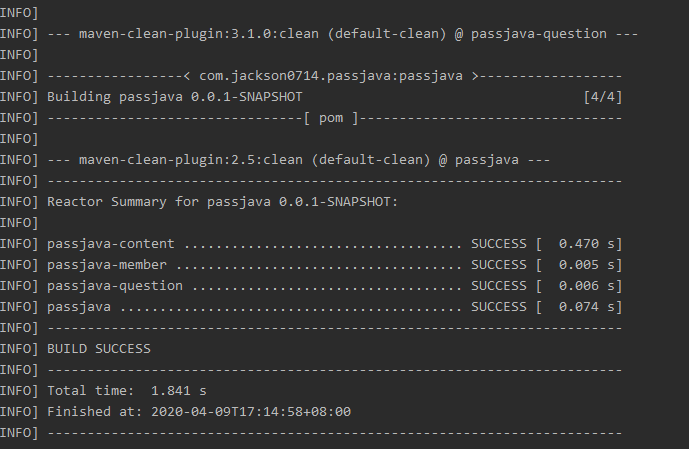 INFO]
INFO] --- maven-clean-plugin:3.1.0:clean (default-clean) @ passjava-question ---
INFO]
INFO] -----------------< com.jackson0714.passjava:passjava >------------------
INFO] Building passjava 0.0.1-SNAPSHOT                                   [4/4]
INFO] --------------------------------[ pom ]---------------------------------
INFO]
INFO] --- maven-clean-plugin:2.5:clean (default-clean) @ passjava ---
INFO] ------------------------------------------------------------------------
INFO] Reactor Summary for passjava 0.0.1-SNAPSHOT:
INFO]
INFO] passjava-content ................................... SUCCESS [  0.470 s]
INFO] passjava-member .................................... SUCCESS [  0.005 s]
INFO] passjava-question .................................. SUCCESS [  0.006 s]
INFO] passjava ........................................... SUCCESS [  0.074 s]
INFO] ------------------------------------------------------------------------
INFO] BUILD SUCCESS
INFO] ------------------------------------------------------------------------
INFO] Total time:  1.841 s
INFO] Finished at: 2020-04-09T17:14:58+08:00
INFO] ------------------------------------------------------------------------